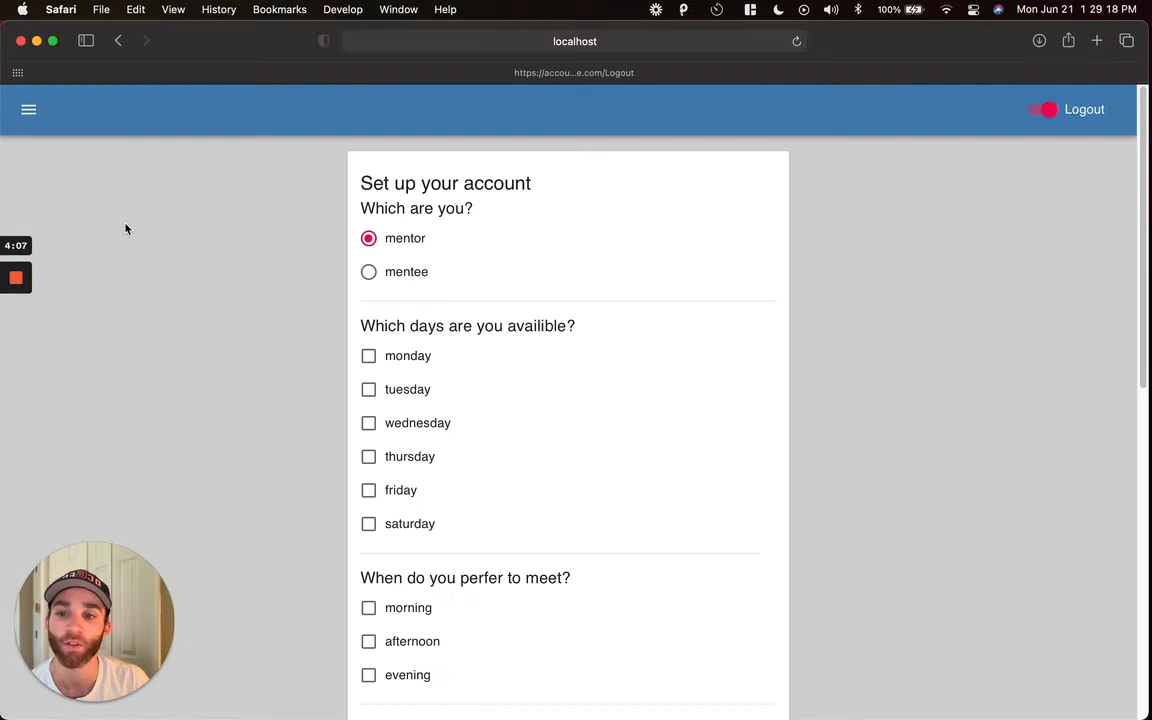 Safari File Edit View History Bookmarks Develop Window Help 100% Mon Jun 21 1 29 18 PM
localhost
https://accou...e.com/Logout
Logout
Set up your account
Which are you?
mentor
mentee
4:07
Which days are you availible?
monday
tuesday
wednesday
thursday
friday
saturday
When do you perfer to meet?
morning
afternoon
evening